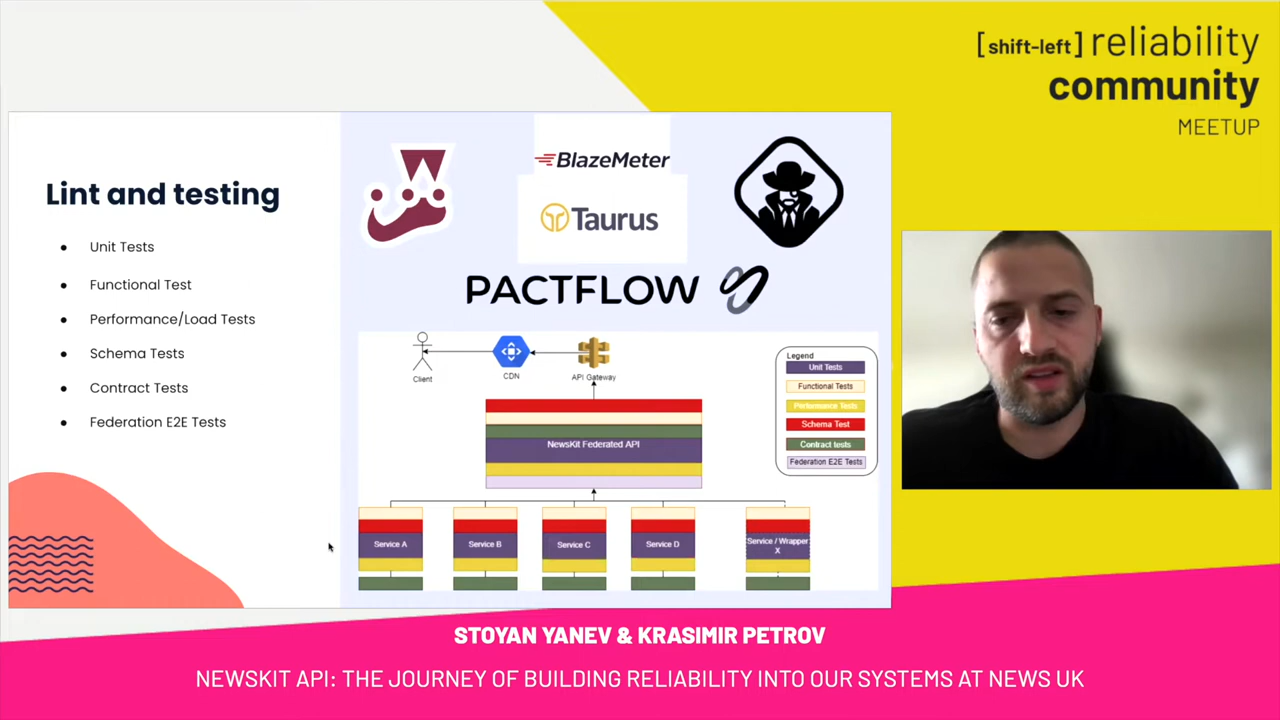 [shift-left] reliability
community
MEETUP
Lint and testing
● Unit Tests
● Functional Test
● Performance/Load Tests
● Schema Tests
● Contract Tests
● Federation E2E Tests
BlazeMeter
Taurus
PACTFLOW
Client
CDN
API Gateway
Legend
Unit Tests
Functional Tests
Performance Tests
Schema Test
Contract tests
Federation E2E Tests
NewsKit Federated API
Service A
Service B
Service C
Service D
Service / Wrapper
X
STOYAN YANEV & KRASIMIR PETROV
NEWSKIT API: THE JOURNEY OF BUILDING RELIABILITY INTO OUR SYSTEMS AT NEWS UK